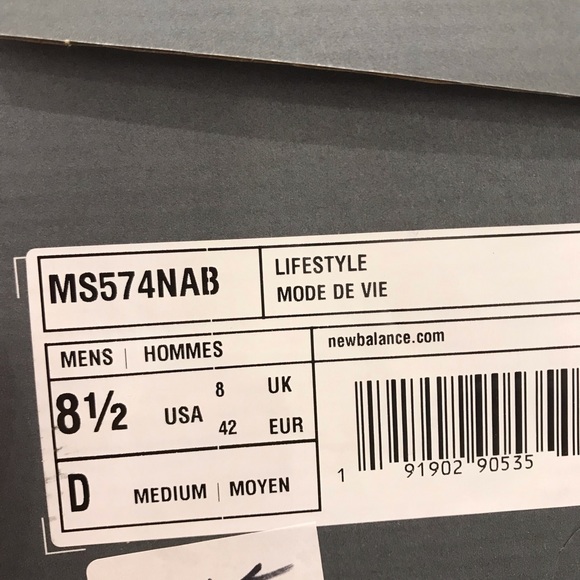 MS574NAB
LIFESTYLE
MODE DE VIE
MENS | HOMMES
newbalance.com
8½ USA 8 UK
42 EUR
D MEDIUM | MOYEN
1 91902 90535